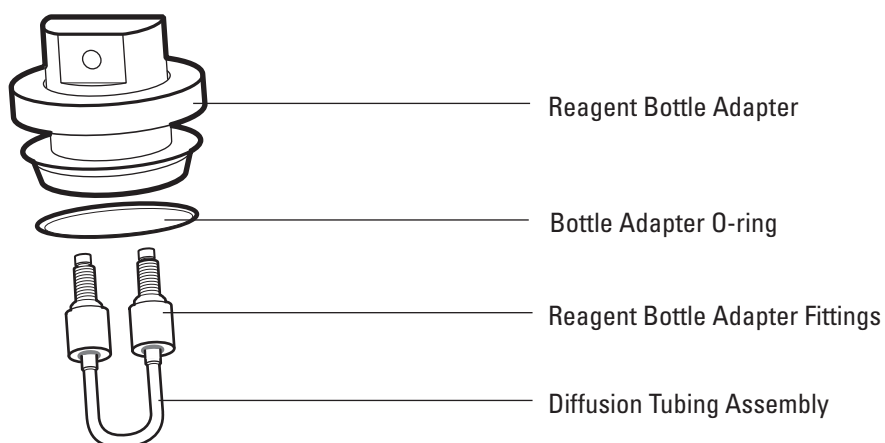 Reagent Bottle Adapter
Bottle Adapter O-ring
Reagent Bottle Adapter Fittings
Diffusion Tubing Assembly